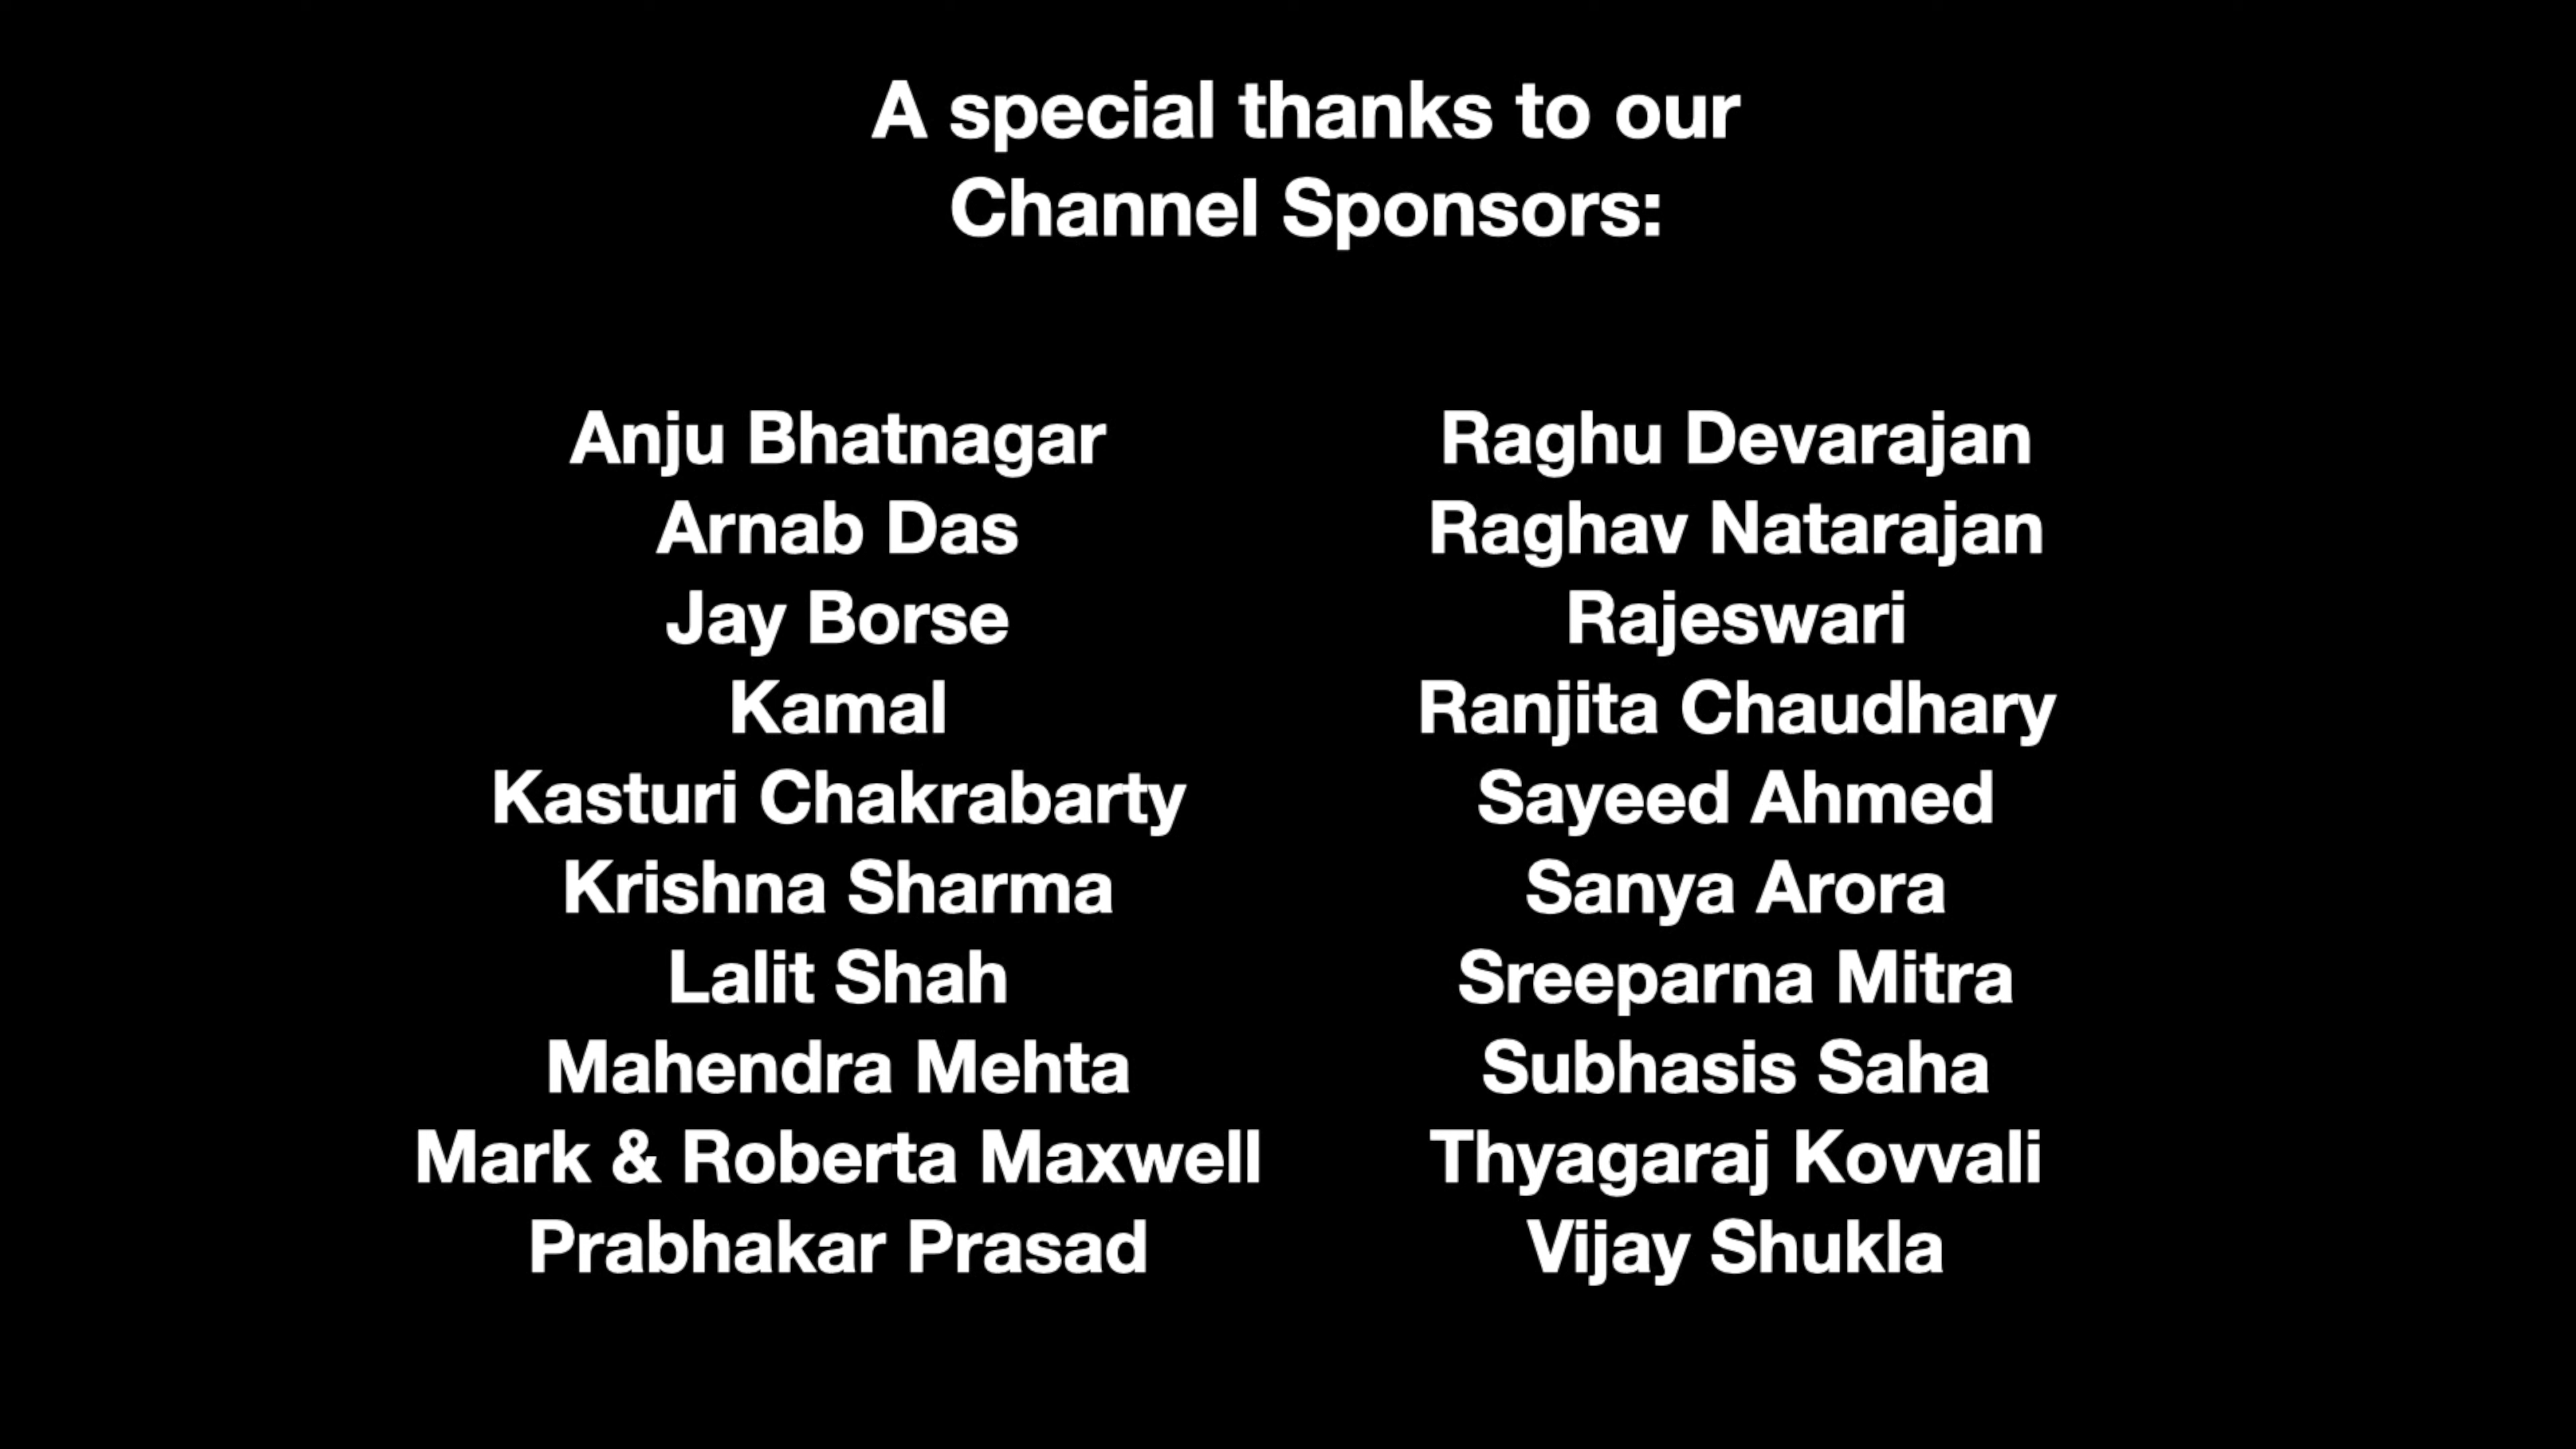 A special thanks to our
Channel Sponsors:
Anju Bhatnagar
Arnab Das
Jay Borse
Kamal
Kasturi Chakrabarty
Krishna Sharma
Lalit Shah
Mahendra Mehta
Mark & Roberta Maxwell
Prabhakar Prasad
Raghu Devarajan
Raghav Natarajan
Rajeswari
Ranjita Chaudhary
Sayeed Ahmed
Sanya Arora
Sreeparna Mitra
Subhasis Saha
Thyagaraj Kovvali
Vijay Shukla